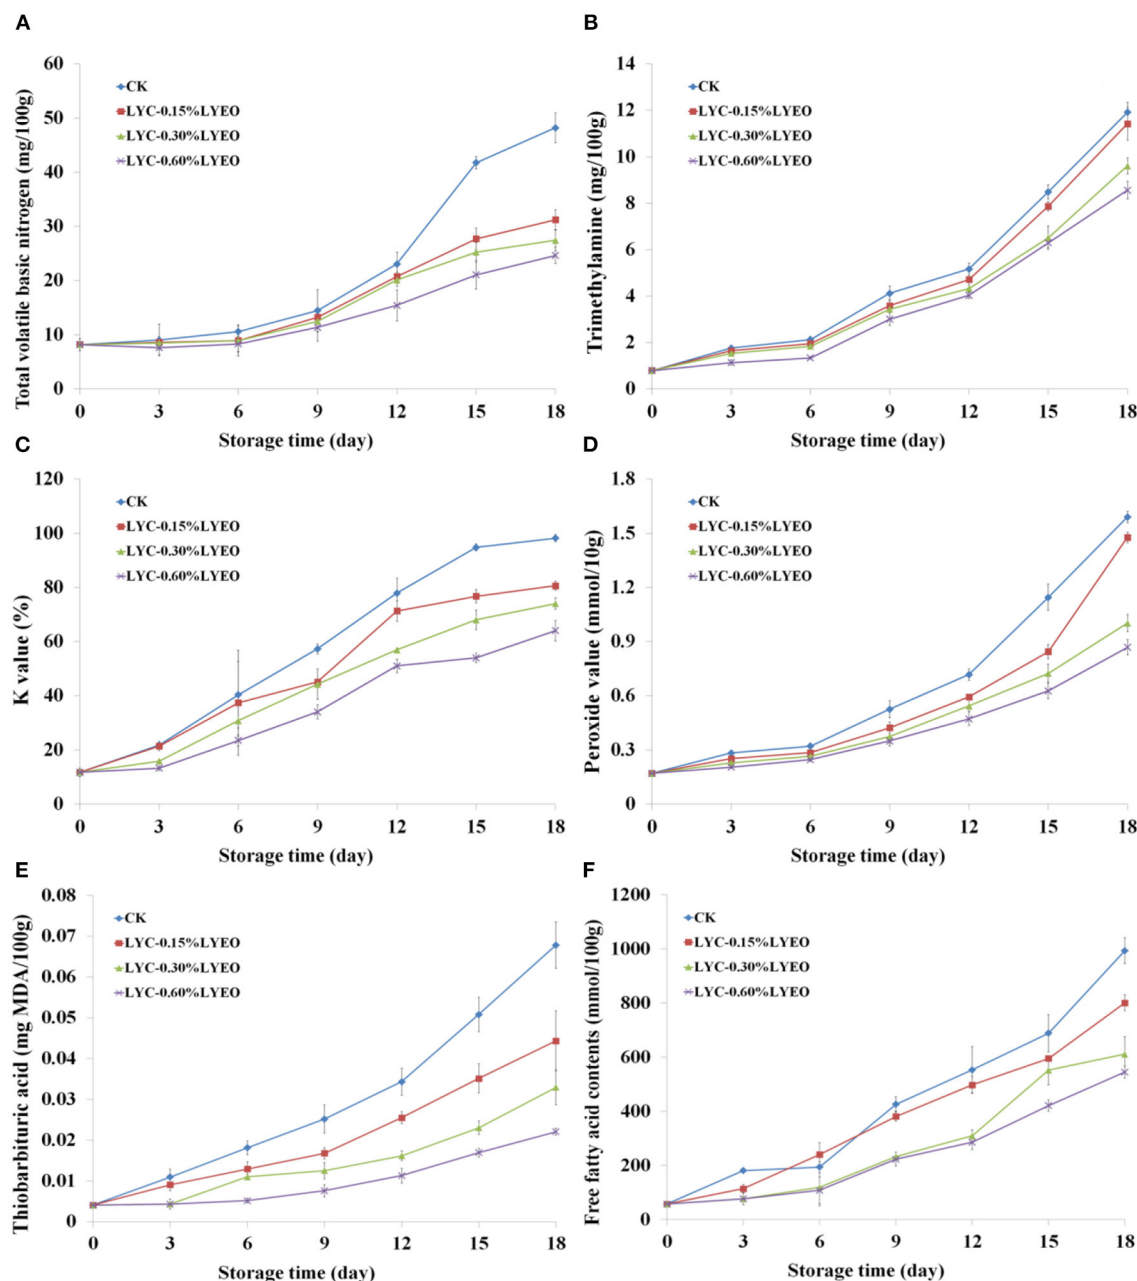 A
Total volatile basic nitrogen (mg/100g)
60
50
40
30
20
10
0
CK
LYC-0.15%LYEO
LYC-0.30%LYEO
LYC-0.60%LYEO
0 3 6 9 12 15 18
Storage time (day)
B
Trimethylamine (mg/100g)
14
12
10
8
6
4
2
0
CK
LYC-0.15%LYEO
LYC-0.30%LYEO
LYC-0.60%LYEO
0 3 6 9 12 15 18
Storage time (day)
C
K value (%)
120
100
80
60
40
20
0
CK
LYC-0.15%LYEO
LYC-0.30%LYEO
LYC-0.60%LYEO
0 3 6 9 12 15 18
Storage time (day)
D
Peroxide value (mmol/10g)
1.8
1.5
1.2
0.9
0.6
0.3
0
CK
LYC-0.15%LYEO
LYC-0.30%LYEO
LYC-0.60%LYEO
0 3 6 9 12 15 18
Storage time (day)
E
Thiobarbituric acid (mg MDA/100g)
0.08
0.07
0.06
0.05
0.04
0.03
0.02
0.01
0
CK
LYC-0.15%LYEO
LYC-0.30%LYEO
LYC-0.60%LYEO
0 3 6 9 12 15 18
Storage time (day)
F
Free fatty acid contents (mmol/100g)
1200
1000
800
600
400
200
0
CK
LYC-0.15%LYEO
LYC-0.30%LYEO
LYC-0.60%LYEO
0 3 6 9 12 15 18
Storage time (day)